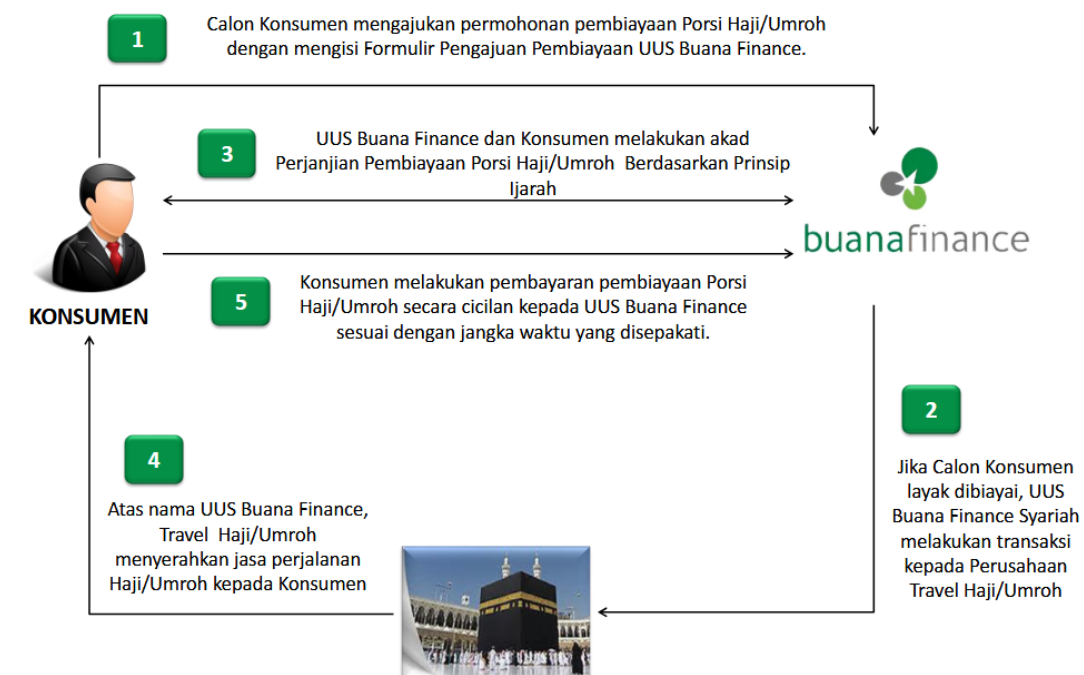 1
Calon Konsumen mengajukan permohonan pembiayaan Porsi Haji/Umroh
dengan mengisi Formulir Pengajuan Pembiayaan UUS Buana Finance.
3
UUS Buana Finance dan Konsumen melakukan akad
Perjanjian Pembiayaan Porsi Haji/Umroh Berdasarkan Prinsip
Ijarah
buanafinance
KONSUMEN
5
Konsumen melakukan pembayaran pembiayaan Porsi
Haji/Umroh secara cicilan kepada UUS Buana Finance
sesuai dengan jangka waktu yang disepakati.
2
Jika Calon Konsumen
layak dibiayai, UUS
Buana Finance Syariah
melakukan transaksi
kepada Perusahaan
Travel Haji/Umroh
4
Atas nama UUS Buana Finance,
Travel Haji/Umroh
menyerahkan jasa perjalanan
Haji/Umroh kepada Konsumen